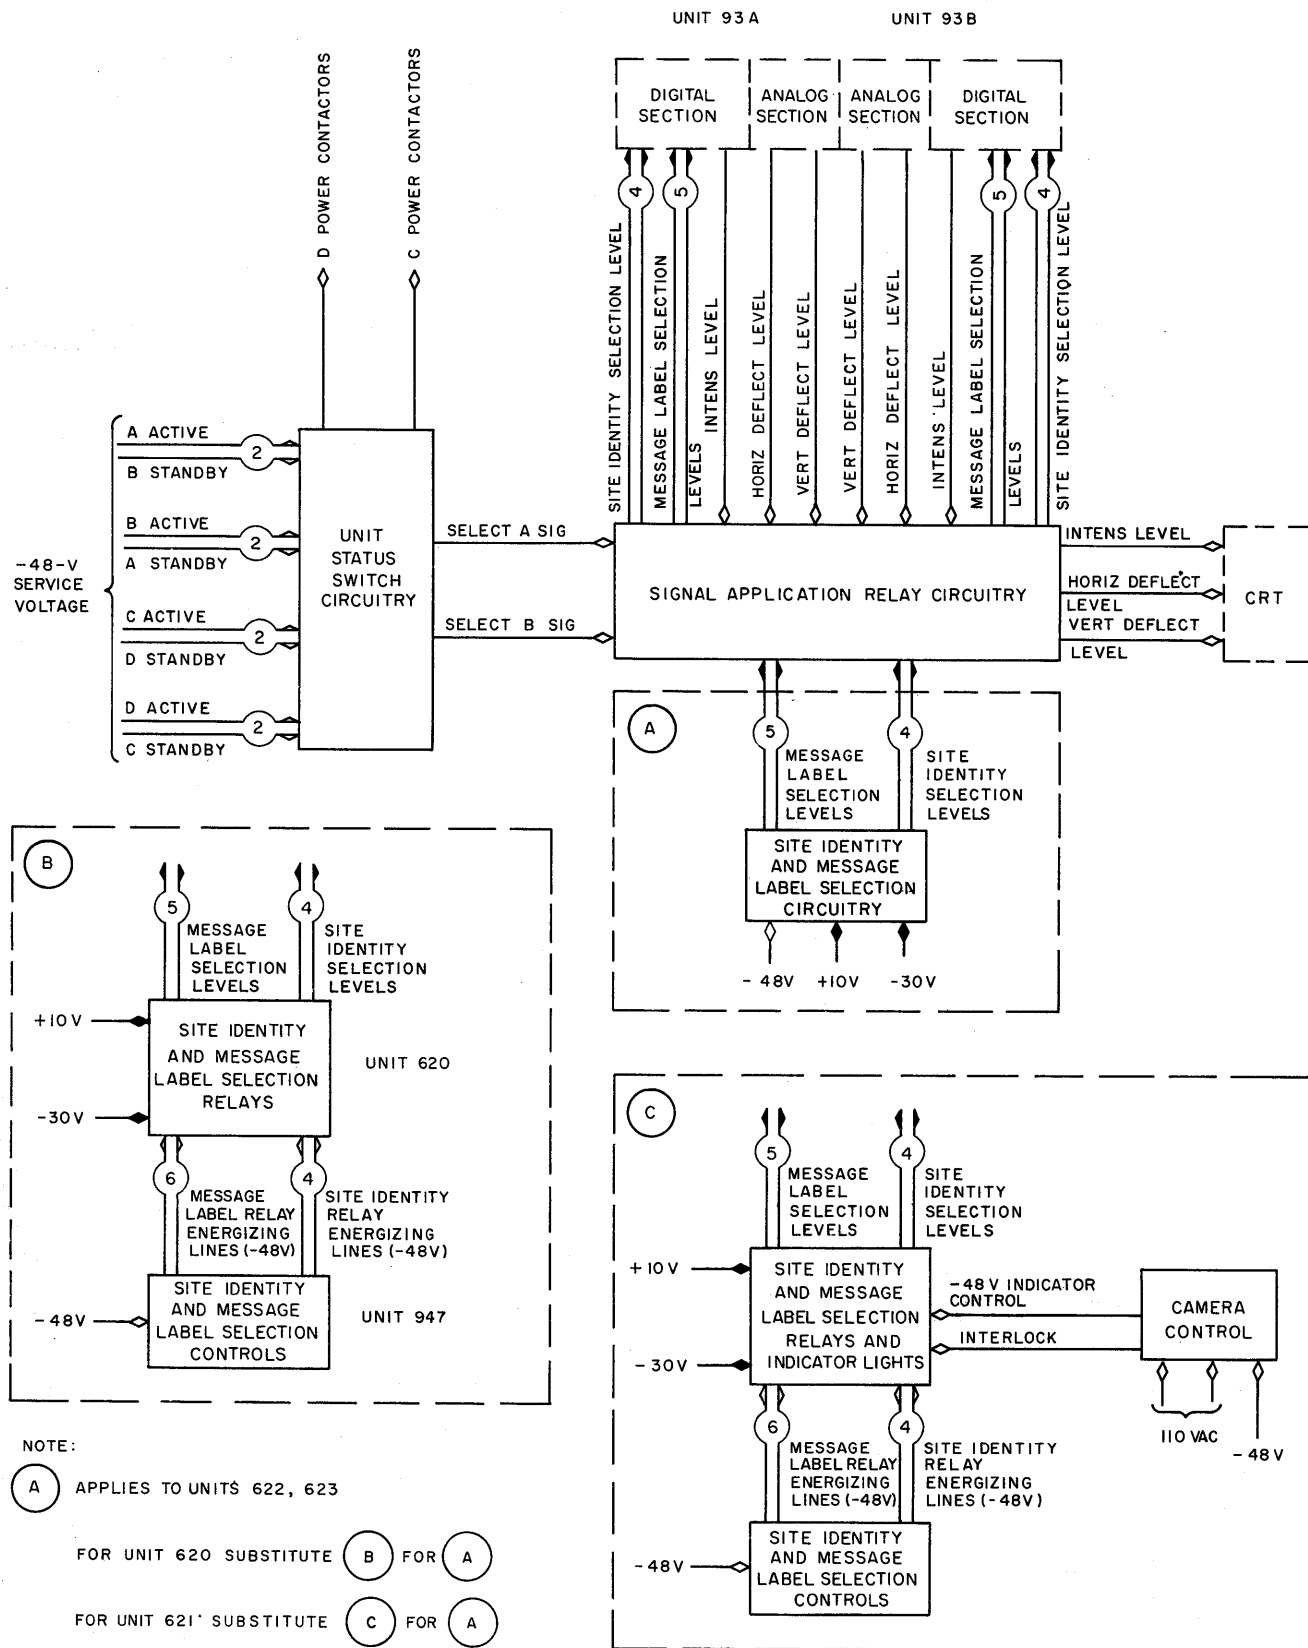 UNIT 93A
UNIT 93B
D POWER CONTACTORS
C POWER CONTACTORS
DIGITAL
SECTION
ANALOG
SECTION
ANALOG
SECTION
DIGITAL
SECTION
4
5
5
4
SITE IDENTITY SELECTION LEVEL
MESSAGE LABEL SELECTION
LEVELS
INTENS LEVEL
HORIZ DEFLECT LEVEL
VERT DEFLECT LEVEL
VERT DEFLECT LEVEL
HORIZ DEFLECT LEVEL
INTENS LEVEL
MESSAGE LABEL SELECTION
LEVELS
SITE IDENTITY SELECTION LEVEL
-48-V
SERVICE
VOLTAGE
A ACTIVE
2
B STANDBY
B ACTIVE
2
A STANDBY
C ACTIVE
2
D STANDBY
D ACTIVE
2
C STANDBY
UNIT
STATUS
SWITCH
CIRCUITRY
SELECT A SIG
SELECT B SIG
SIGNAL APPLICATION RELAY CIRCUITRY
INTENS LEVEL
HORIZ DEFLECT
LEVEL
VERT DEFLECT
LEVEL
CRT
A
5
4
MESSAGE
LABEL
SELECTION
LEVELS
SITE
IDENTITY
SELECTION
LEVELS
SITE IDENTITY
AND MESSAGE
LABEL SELECTION
CIRCUITRY
- 48V
+10V
-30V
B
5
4
MESSAGE
LABEL
SELECTION
LEVELS
SITE
IDENTITY
SELECTION
LEVELS
+10V
-30V
SITE IDENTITY
AND MESSAGE
LABEL SELECTION
RELAYS
UNIT 620
6
4
MESSAGE
LABEL RELAY
ENERGIZING
LINES (-48V)
SITE IDENTITY
RELAY
ENERGIZING
LINES (-48V)
-48V
SITE IDENTITY
AND MESSAGE
LABEL SELECTION
CONTROLS
UNIT 947
C
5
4
MESSAGE
LABEL
SELECTION
LEVELS
SITE
IDENTITY
SELECTION
LEVELS
+10V
-30V
SITE IDENTITY
AND MESSAGE
LABEL SELECTION
RELAYS AND
INDICATOR LIGHTS
-48V INDICATOR
CONTROL
INTERLOCK
CAMERA
CONTROL
110 VAC
-48V
6
4
MESSAGE
LABEL RELAY
ENERGIZING
LINES (-48V)
SITE IDENTITY
RELAY
ENERGIZING
LINES (-48V)
-48V
SITE IDENTITY
AND MESSAGE
LABEL SELECTION
CONTROLS
NOTE:
A APPLIES TO UNITS 622, 623
FOR UNIT 620 SUBSTITUTE B FOR A
FOR UNIT 621 SUBSTITUTE C FOR A